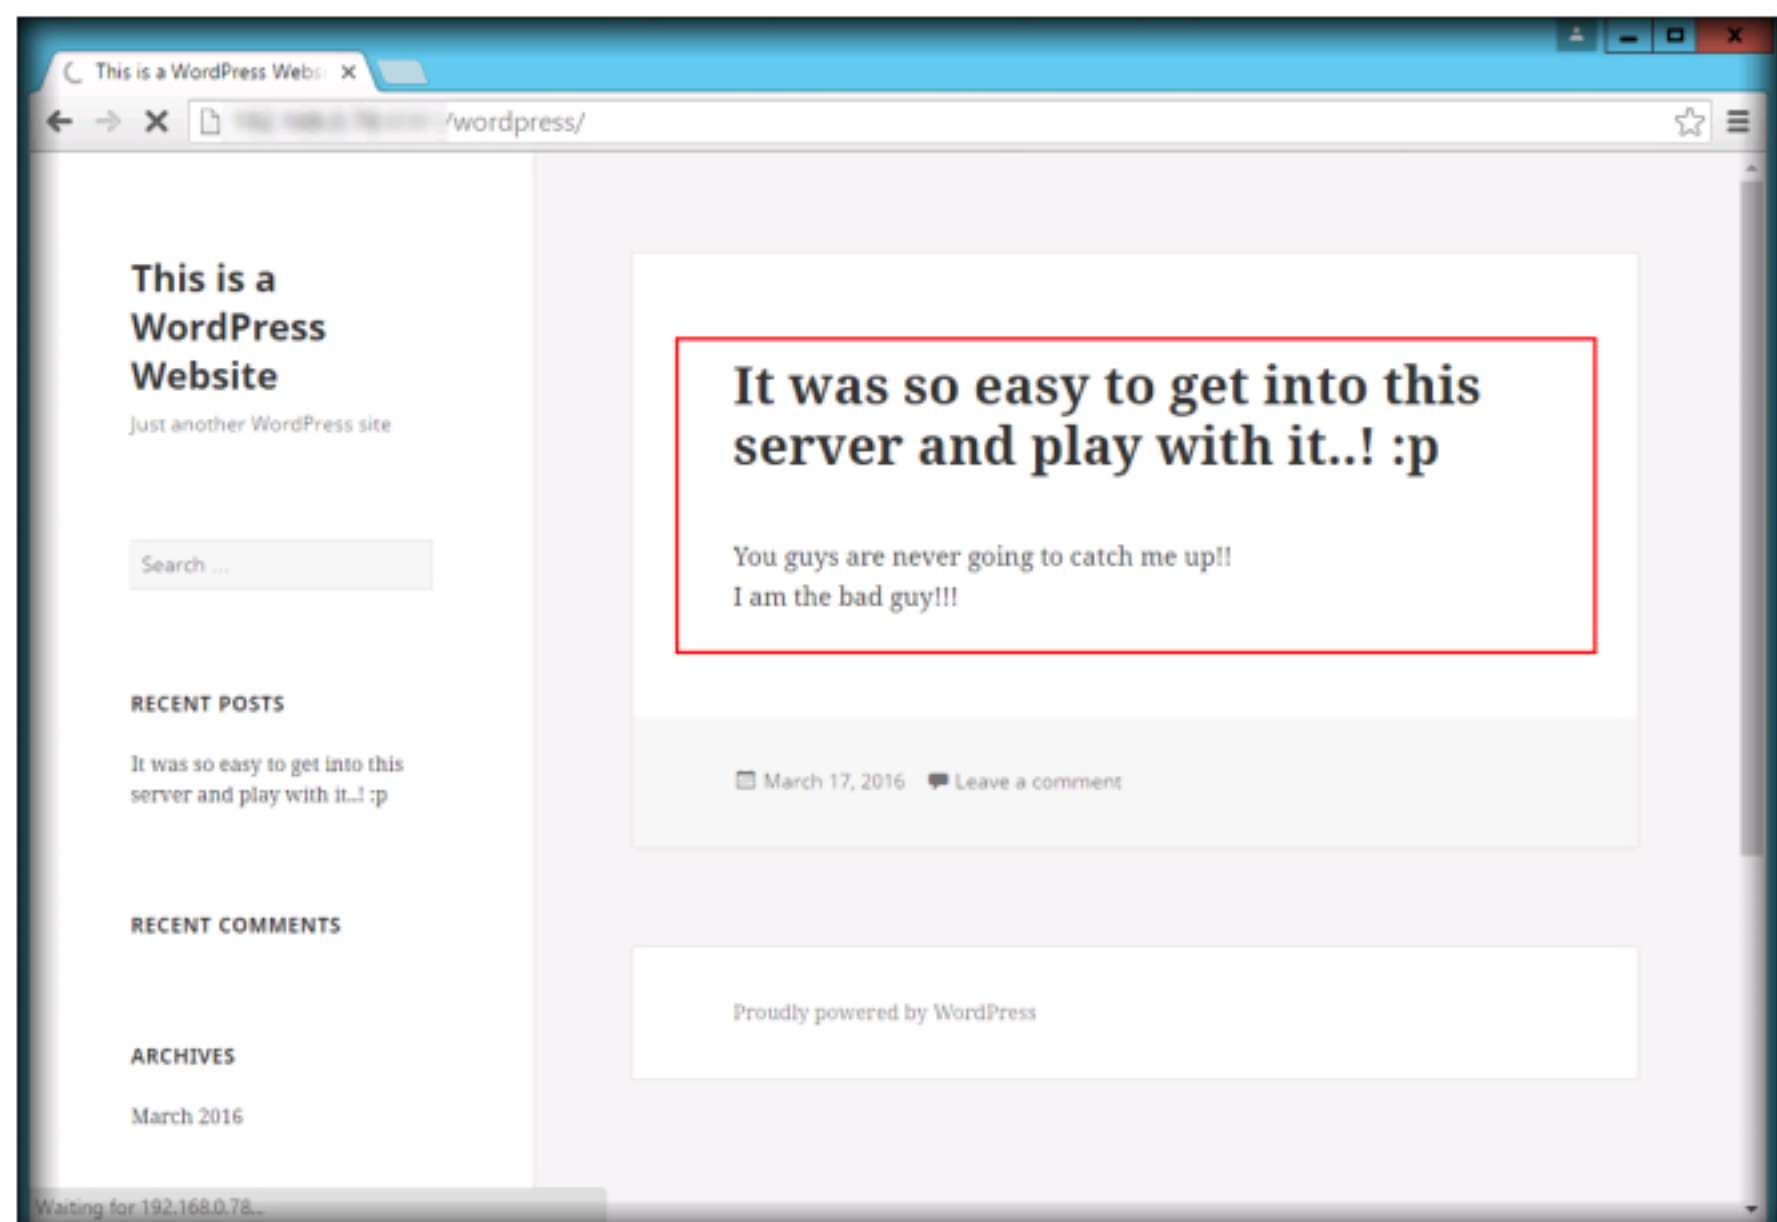 This is a WordPress Webs
/wordpress/
This is a
WordPress
Website
Just another WordPress site
Search ...
RECENT POSTS
It was so easy to get into this
server and play with it..! :p
RECENT COMMENTS
ARCHIVES
March 2016
It was so easy to get into this
server and play with it..! :p
You guys are never going to catch me up!!
I am the bad guy!!!
March 17, 2016 Leave a comment
Proudly powered by WordPress
Waiting for 192.168.0.78...